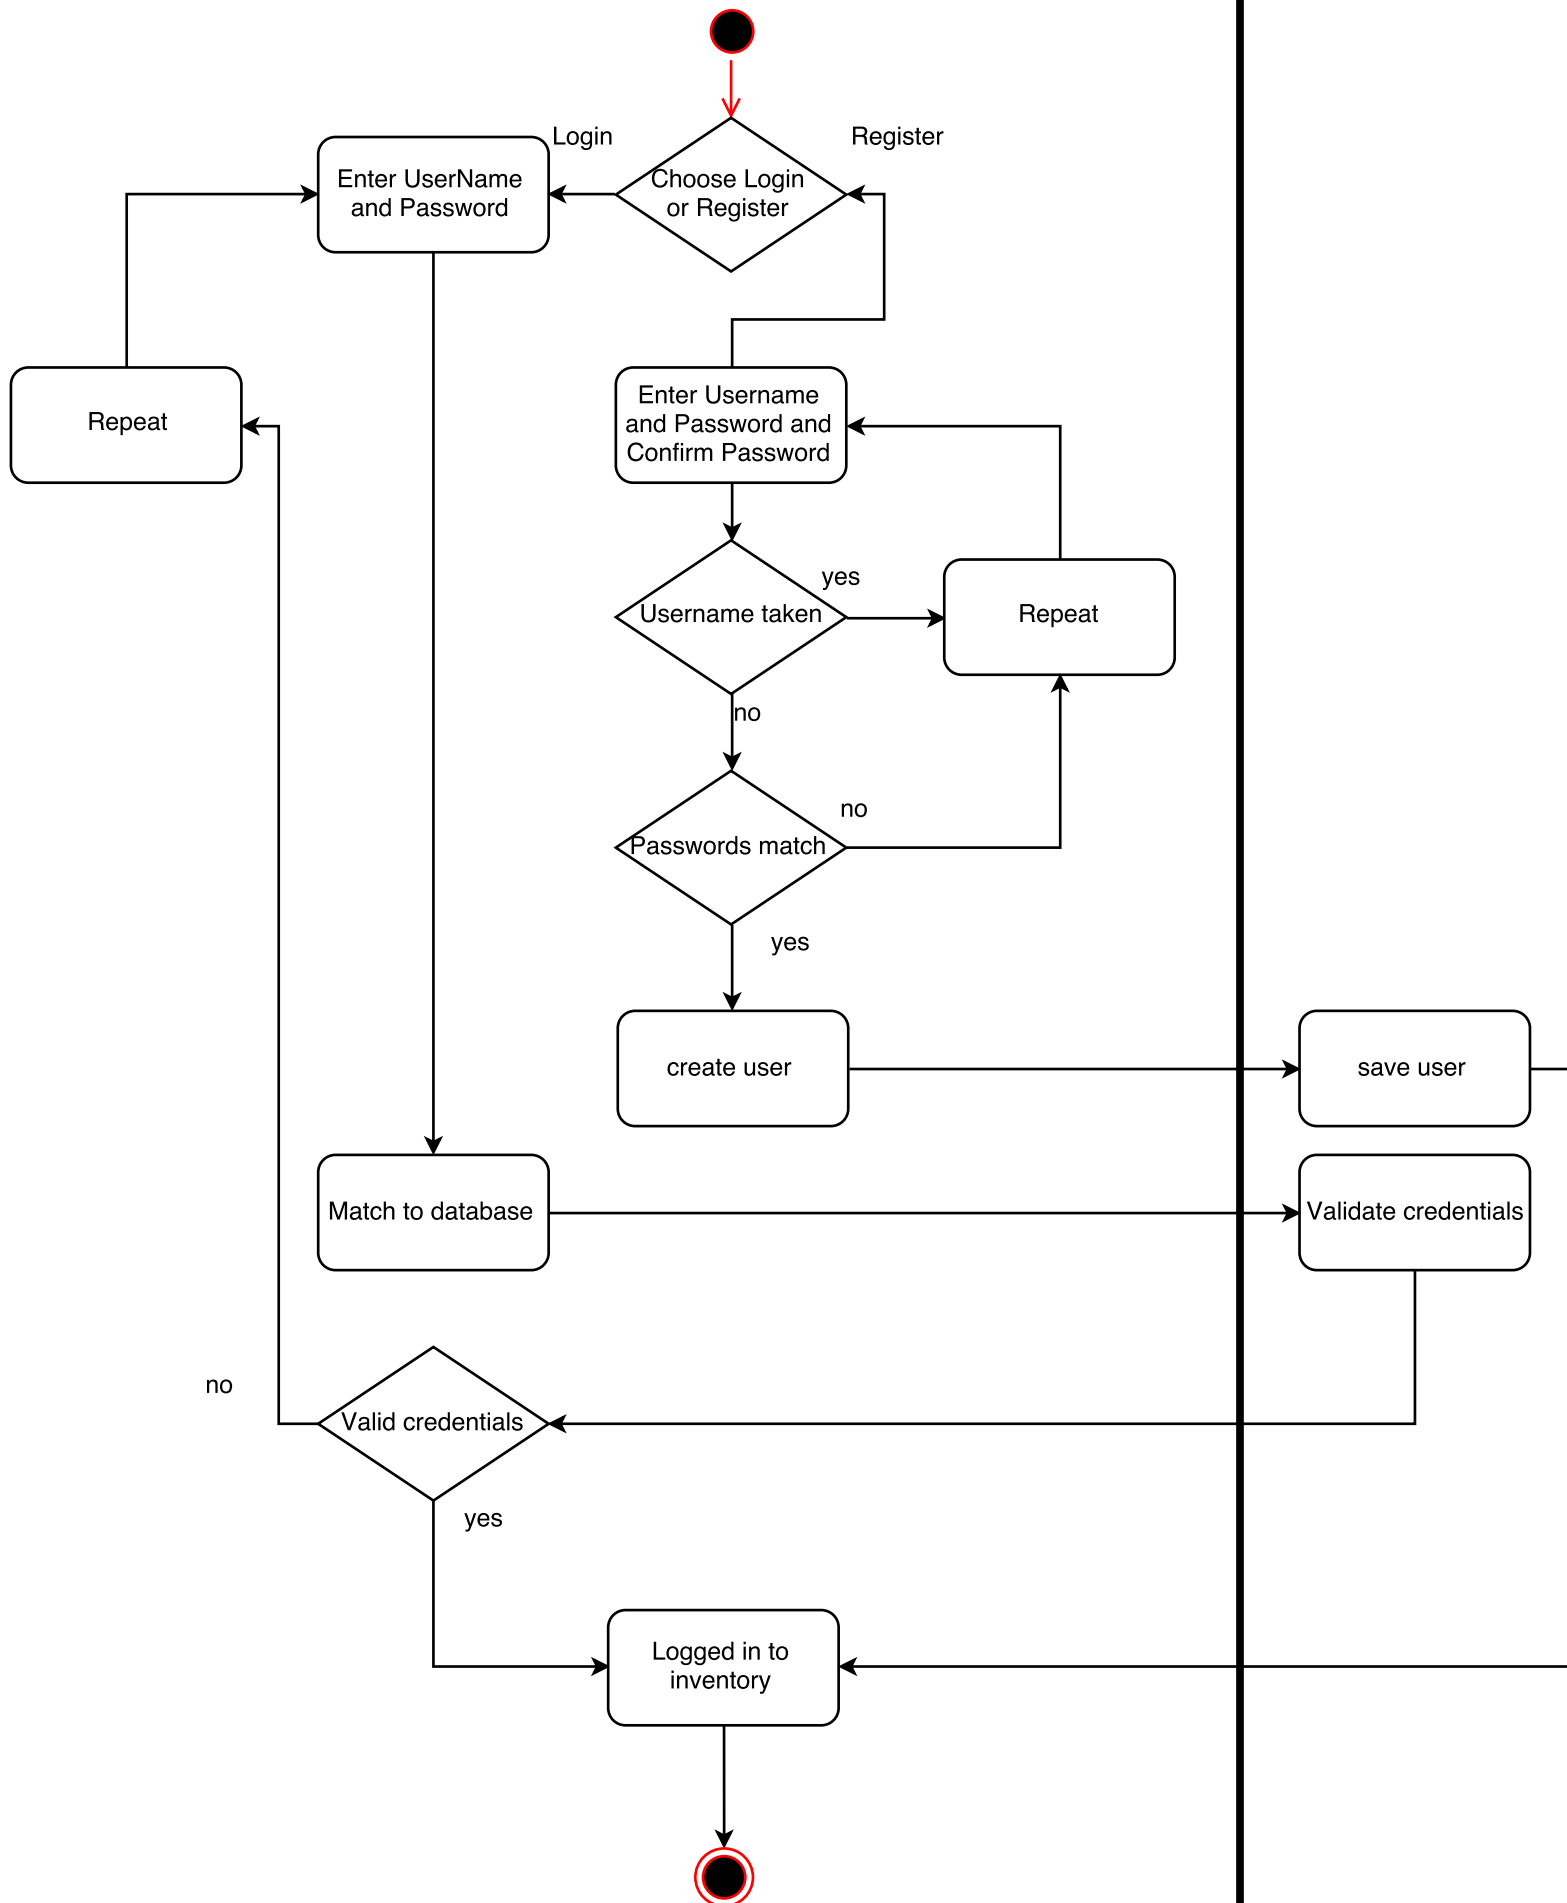 Login
Register
Enter UserName
and Password
Choose Login
or Register
Repeat
Enter Username
and Password and
Confirm Password
yes
Username taken
Repeat
no
no
Passwords match
yes
create user
save user
Match to database
Validate credentials
no
Valid credentials
yes
Logged in to
inventory